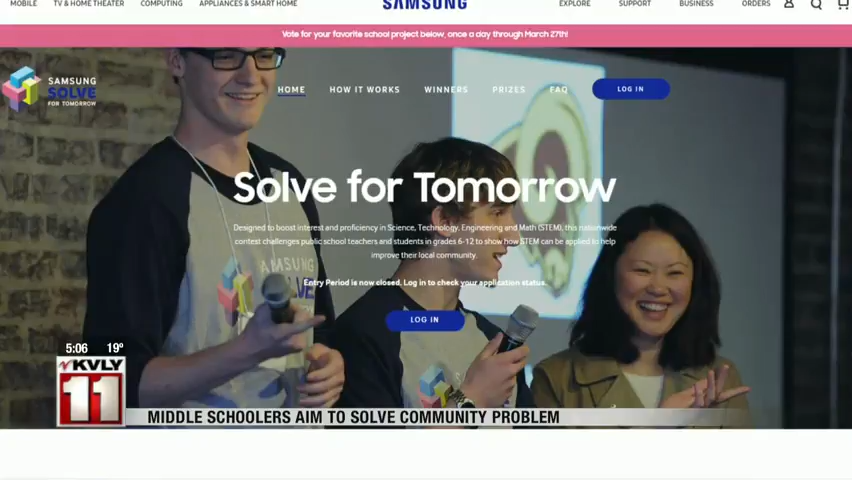 MOBILE TV & HOME THEATER COMPUTING APPLIANCES & SMART HOME SAMSUNG EXPLORE SUPPORT BUSINESS ORDERS
Vote for your favorite school project below, once a day through March 27th!
SAMSUNG
SOLVE
FOR TOMORROW
HOME HOW IT WORKS WINNERS PRIZES FAQ LOG IN
Solve for Tomorrow
Designed to boost interest and proficiency in Science, Technology, Engineering and Math (STEM), this nationwide
contest challenges public school teachers and students in grades 6-12 to show how STEM can be applied to help
improve their local community.
SAMSUNG
Entry Period is now closed. Log in to check your application status.
LOG IN
5:06 19°
KVLY
11
MIDDLE SCHOOLERS AIM TO SOLVE COMMUNITY PROBLEM